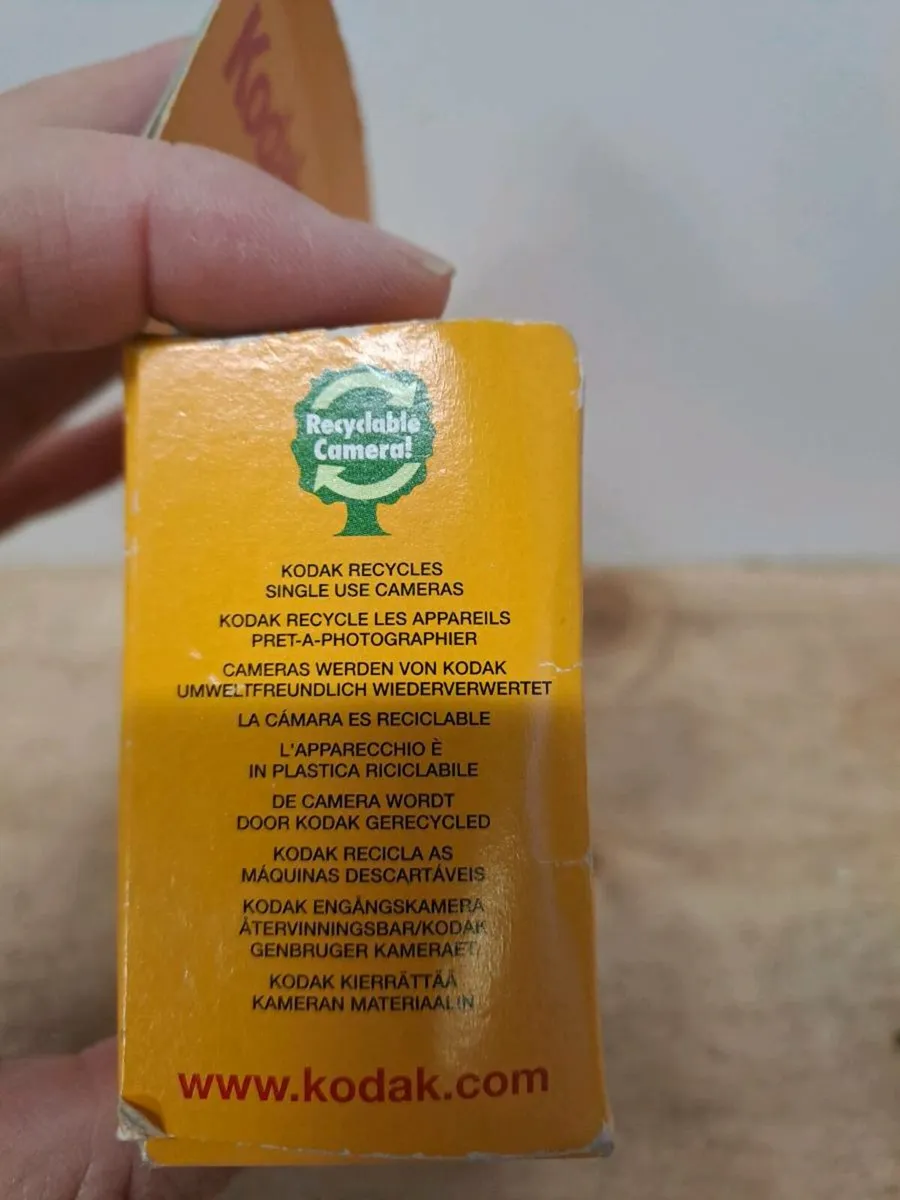 Kodak
Recyclable
Camera!
KODAK RECYCLES
SINGLE USE CAMERAS
KODAK RECYCLE LES APPAREILS
PRET-A-PHOTOGRAPHIER
CAMERAS WERDEN VON KODAK
UMWELTFREUNDLICH WIEDERVERWERTET
LA CÁMARA ES RECICLABLE
L'APPARECCHIO È
IN PLASTICA RICICLABILE
DE CAMERA WORDT
DOOR KODAK GERECYCLED
KODAK RECICLA AS
MÁQUINAS DESCARTÁVEIS
KODAK ENGÅNGSKAMERA
ÅTERVINNINGSBAR/KODAK
GENBRUGER KAMERAET/
KODAK KIERRÄTTÄÄ
KAMERAN MATERIAALIN
www.kodak.com